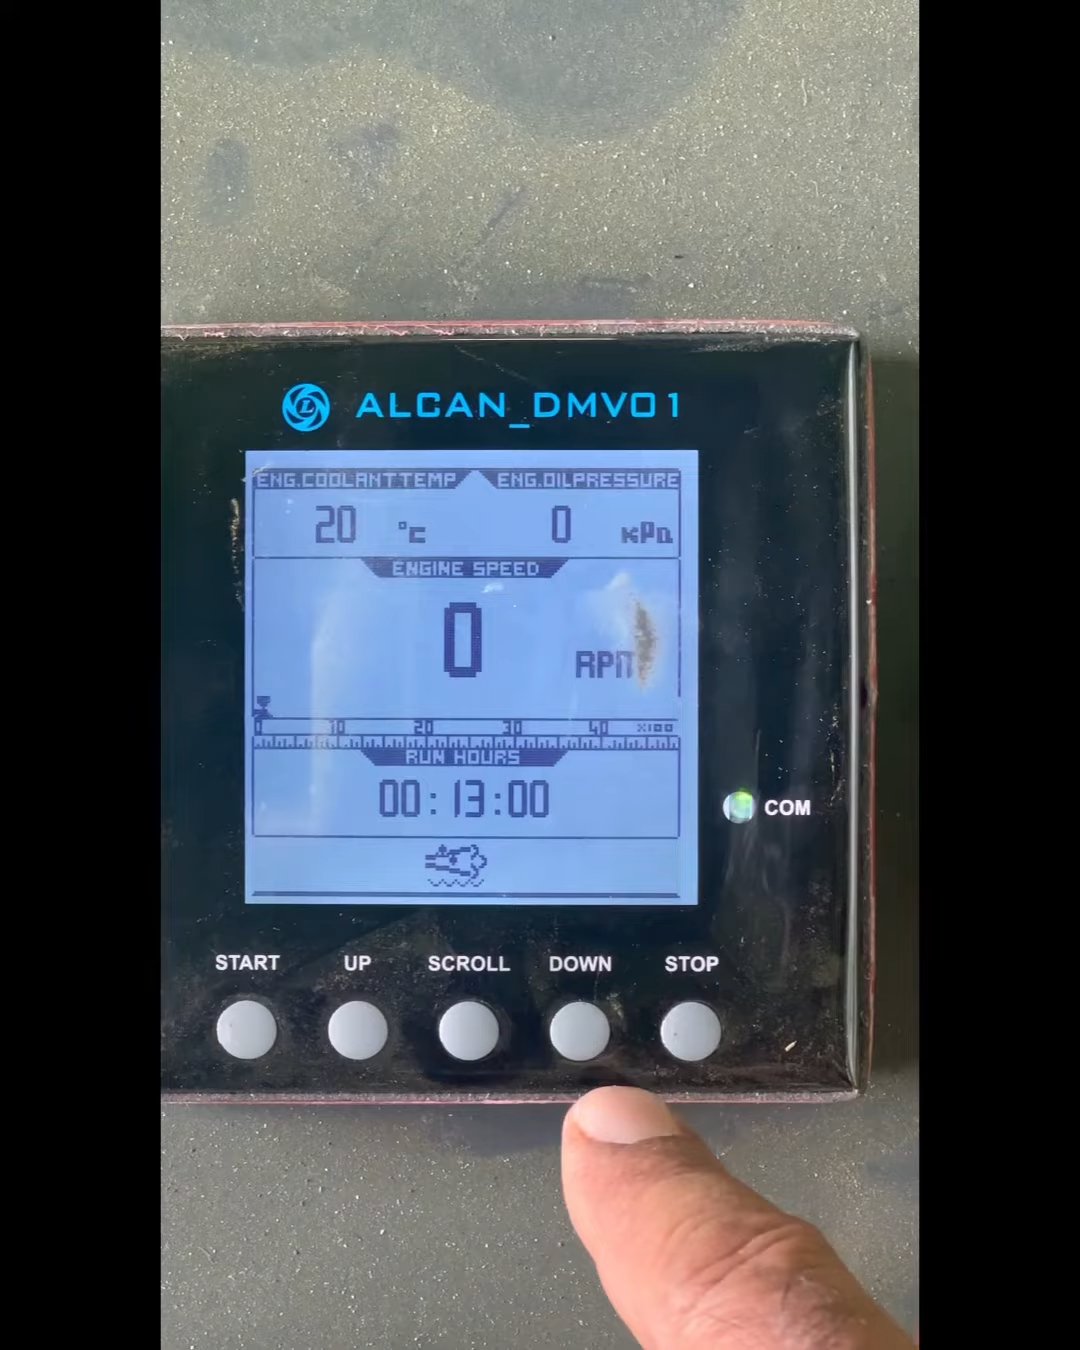 L ALCAN_DMV01
ENG.COOLANTTEMP ENG.OILPRESSURE
20 °C 0 kPa
ENGINE SPEED
0 RPM
0 10 20 30 40 X100
RUN HOURS
00:13:00
COM
START UP SCROLL DOWN STOP